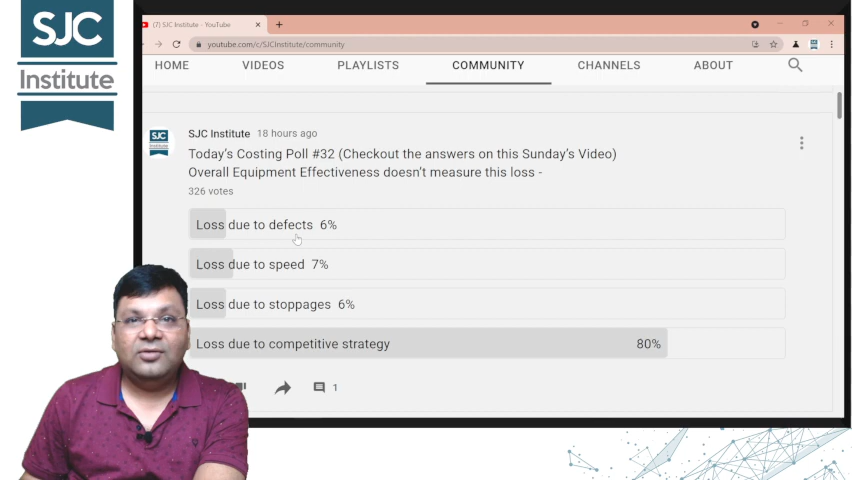 SJC
Institute
(7) SJC Institute - YouTube
youtube.com/c/SJCInstitute/community
HOME VIDEOS PLAYLISTS COMMUNITY CHANNELS ABOUT
SJC
SJC Institute 18 hours ago
Today's Costing Poll #32 (Checkout the answers on this Sunday's Video)
Overall Equipment Effectiveness doesn't measure this loss -
326 votes
Loss due to defects 6%
Loss due to speed 7%
Loss due to stoppages 6%
Loss due to competitive strategy 80%
1